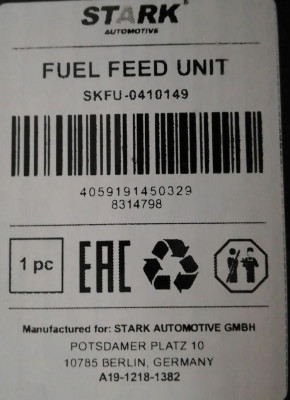 STARK®
AUTOMOTIVE
FUEL FEED UNIT
SKFU-0410149
4059191450329
8314798
1 pc
EAC
Manufactured for: STARK AUTOMOTIVE GMBH
POTSDAMER PLATZ 10
10785 BERLIN, GERMANY
A19-1218-1382